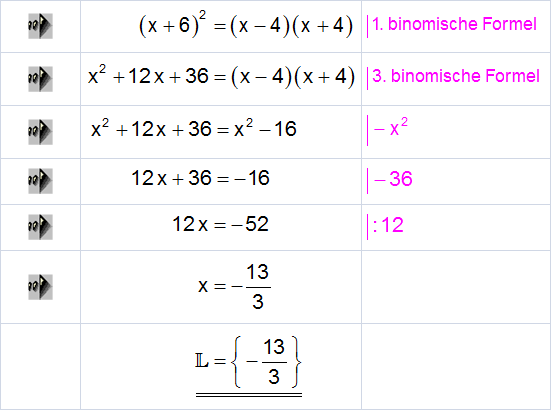 (x + 6)² = (x − 4)(x + 4) | 1. binomische Formel
x² + 12x + 36 = (x − 4)(x + 4) | 3. binomische Formel
x² + 12x + 36 = x² − 16 | − x²
12x + 36 = −16 | − 36
12x = −52 | : 12
x = −13/3
𝕃 = {−13/3}